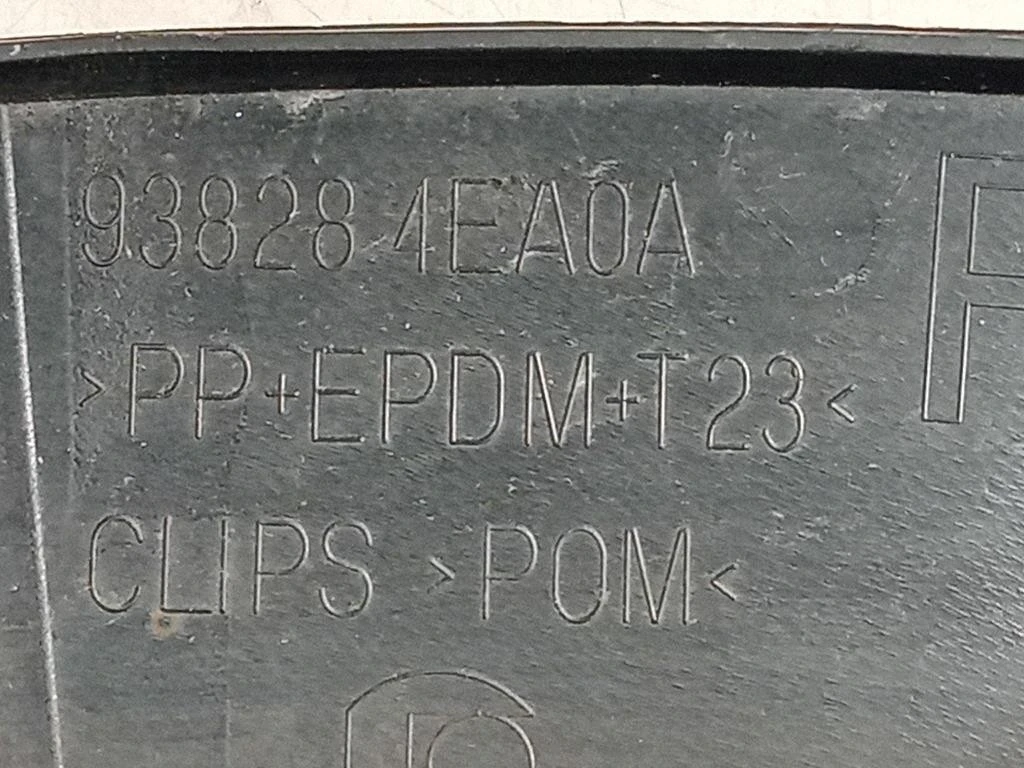 93828 4EA0A
>PP+EPDM+T23<
CLIPS >POM<